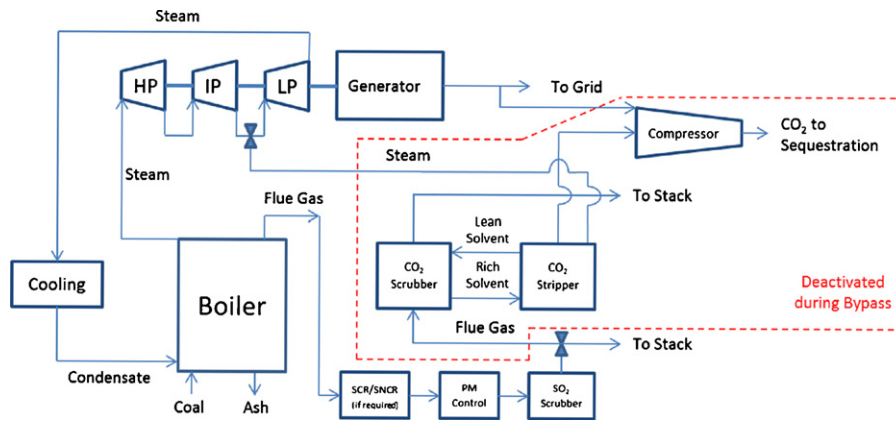 Steam
HP
IP
LP
Generator
To Grid
Compressor
CO₂ to
Sequestration
Steam
Steam
Flue Gas
To Stack
Lean
Solvent
CO₂
Scrubber
Rich
Solvent
CO₂
Stripper
Cooling
Boiler
Deactivated
during Bypass
Flue Gas
To Stack
Condensate
Coal
Ash
SCR/SNCR
(if required)
PM
Control
SO₂
Scrubber